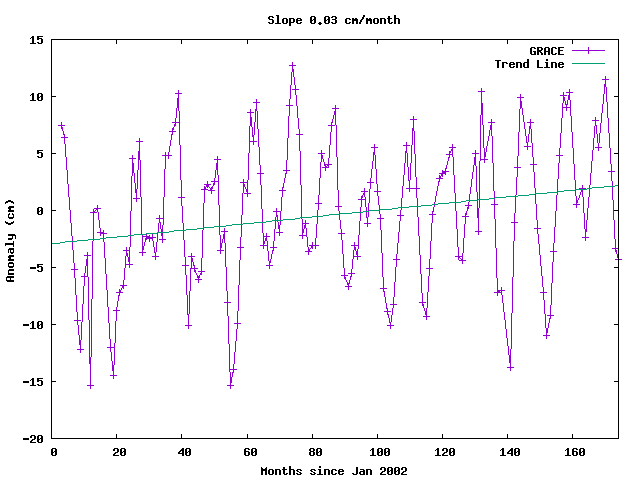 Slope 0.03 cm/month
GRACE
Trend Line
Anomaly (cm)
15
10
5
0
-5
-10
-15
-20
0 20 40 60 80 100 120 140 160
Months since Jan 2002